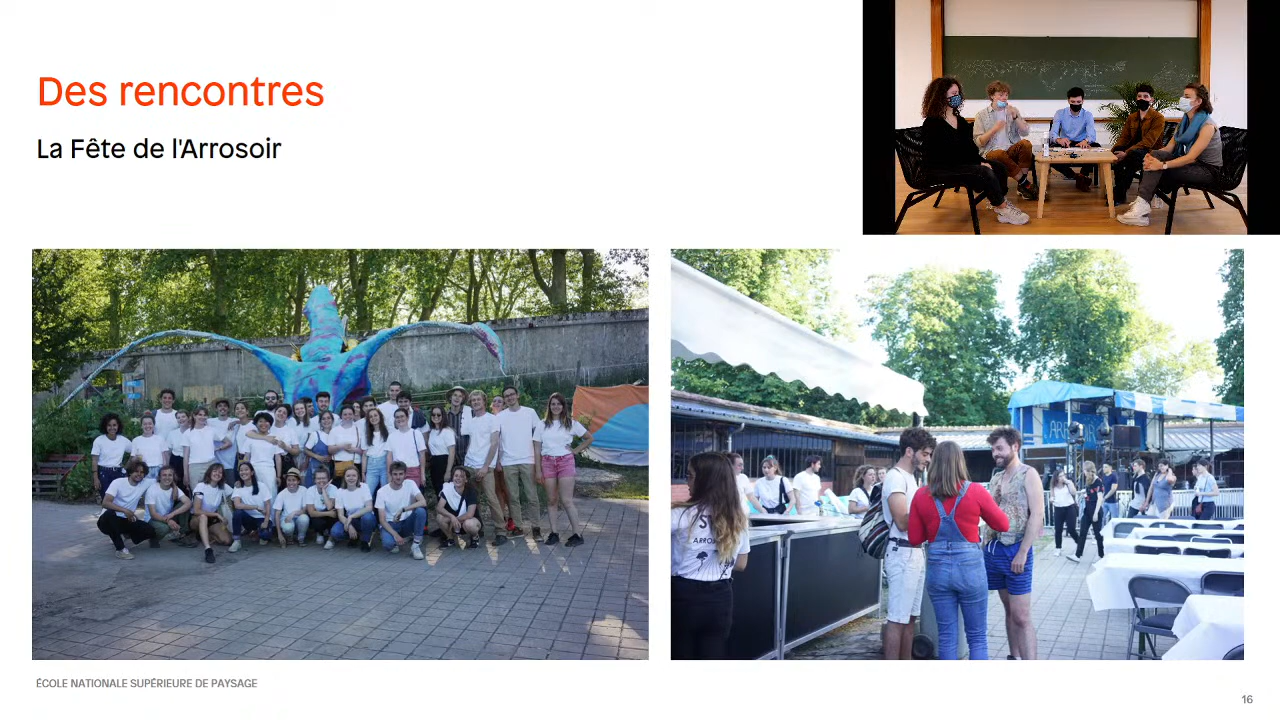 Des rencontres
La Fête de l'Arrosoir
ÉCOLE NATIONALE SUPÉRIEURE DE PAYSAGE
16